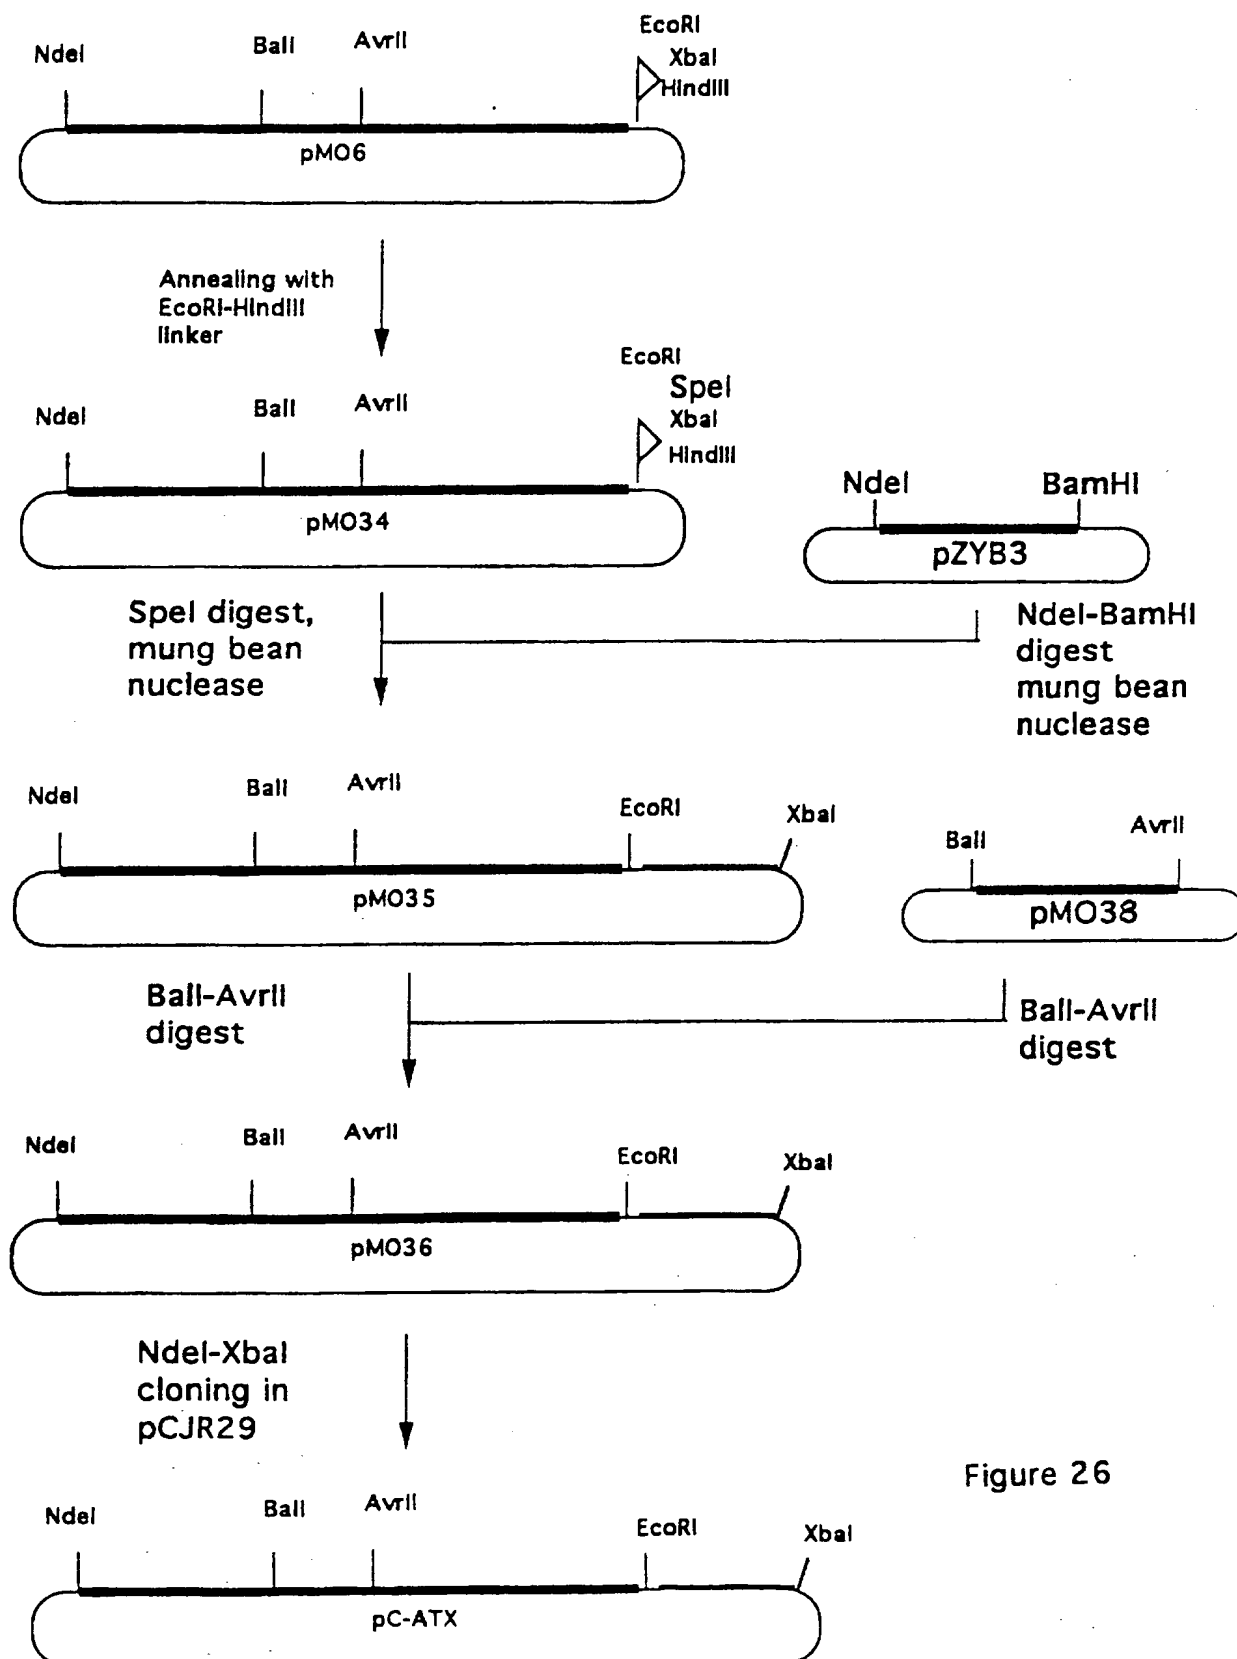 EcoRI
NdeI
BalI
AvrII
XbaI
HindIII
pMO6
Annealing with
EcoRI-HindIII
linker
EcoRI
NdeI
BalI
AvrII
SpeI
XbaI
HindIII
pMO34
NdeI
BamHI
pZYB3
SpeI digest,
mung bean
nuclease
NdeI-BamHI
digest
mung bean
nuclease
NdeI
BalI
AvrII
EcoRI
XbaI
pMO35
BalI
AvrII
pMO38
BalI-AvrII
digest
BalI-AvrII
digest
NdeI
BalI
AvrII
EcoRI
XbaI
pMO36
NdeI-XbaI
cloning in
pCJR29
Figure 26
NdeI
BalI
AvrII
EcoRI
XbaI
pC-ATX